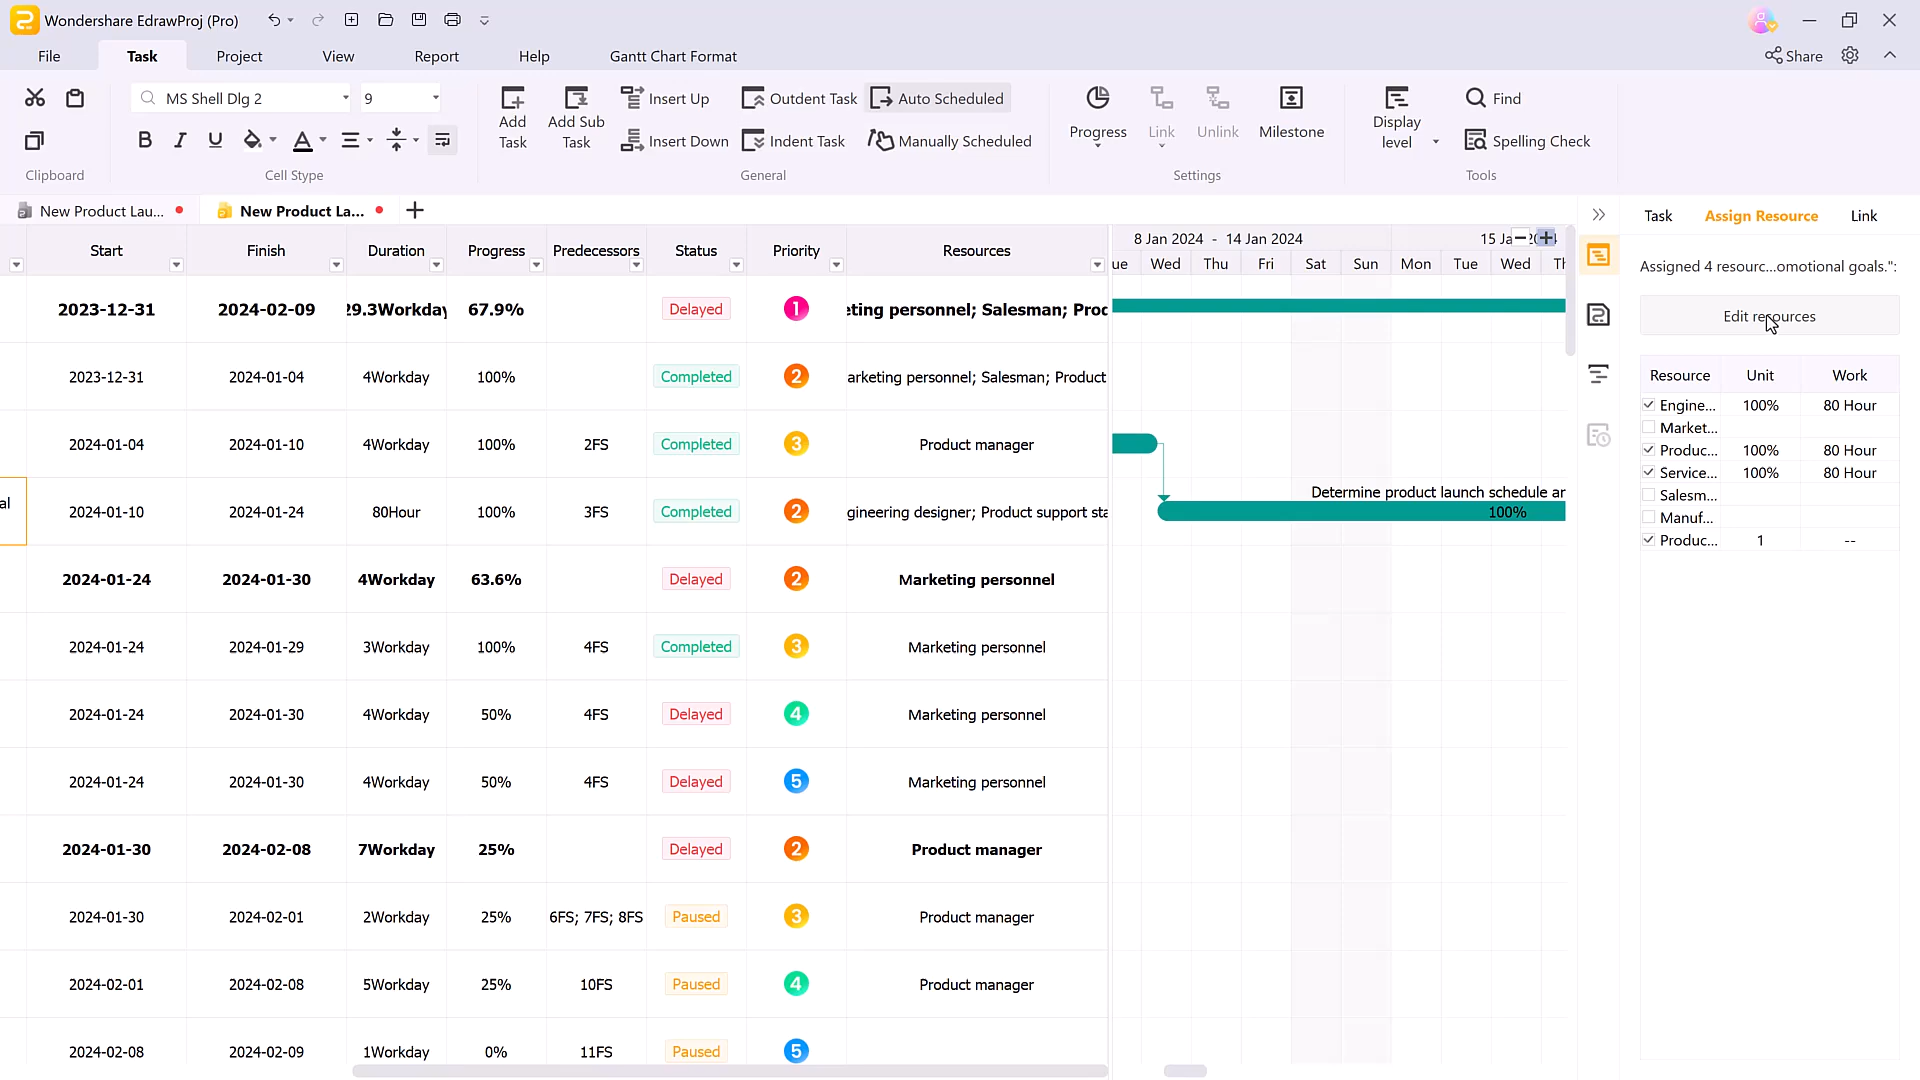 Wondershare EdrawProj (Pro)
File Task Project View Report Help Gantt Chart Format Share
MS Shell Dlg 2 9
Add Task
Add Sub Task
Insert Up Outdent Task Auto Scheduled
Insert Down Indent Task Manually Scheduled
Progress Link Unlink Milestone
Display level
Find
Spelling Check
Clipboard Cell Stype General Settings Tools
New Product Lau... New Product La...
Task Assign Resource Link
Start Finish Duration Progress Predecessors Status Priority Resources
8 Jan 2024 - 14 Jan 2024 15 Ja
ue Wed Thu Fri Sat Sun Mon Tue Wed Th
Assigned 4 resourc...omotional goals.":
Edit resources
2023-12-31 2024-02-09 29.3Workday 67.9% Delayed 1 eting personnel; Salesman; Proc
2023-12-31 2024-01-04 4Workday 100% Completed 2 arketing personnel; Salesman; Product
2024-01-04 2024-01-10 4Workday 100% 2FS Completed 3 Product manager
al 2024-01-10 2024-01-24 80Hour 100% 3FS Completed 2 gineering designer; Product support sta
Determine product launch schedule ar
100%
2024-01-24 2024-01-30 4Workday 63.6% Delayed 2 Marketing personnel
2024-01-24 2024-01-29 3Workday 100% 4FS Completed 3 Marketing personnel
2024-01-24 2024-01-30 4Workday 50% 4FS Delayed 4 Marketing personnel
2024-01-24 2024-01-30 4Workday 50% 4FS Delayed 5 Marketing personnel
2024-01-30 2024-02-08 7Workday 25% Delayed 2 Product manager
2024-01-30 2024-02-01 2Workday 25% 6FS; 7FS; 8FS Paused 3 Product manager
2024-02-01 2024-02-08 5Workday 25% 10FS Paused 4 Product manager
2024-02-08 2024-02-09 1Workday 0% 11FS Paused 5
Resource Unit Work
Engine... 100% 80 Hour
Market...
Produc... 100% 80 Hour
Service... 100% 80 Hour
Salesm...
Manuf...
Produc... 1 --